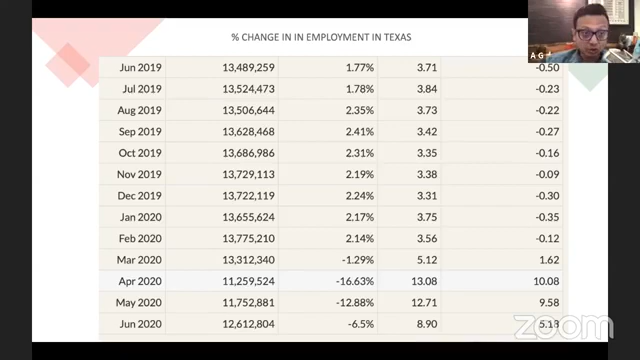 % CHANGE IN IN EMPLOYMENT IN TEXAS
A G
Jun 2019 13,489,259 1.77% 3.71 -0.50
Jul 2019 13,524,473 1.78% 3.84 -0.23
Aug 2019 13,506,644 2.35% 3.73 -0.22
Sep 2019 13,628,468 2.41% 3.42 -0.27
Oct 2019 13,686,986 2.31% 3.35 -0.16
Nov 2019 13,729,113 2.19% 3.38 -0.09
Dec 2019 13,722,119 2.24% 3.31 -0.30
Jan 2020 13,655,624 2.17% 3.75 -0.35
Feb 2020 13,775,210 2.14% 3.56 -0.12
Mar 2020 13,312,340 -1.29% 5.12 1.62
Apr 2020 11,259,524 -16.63% 13.08 10.08
May 2020 11,752,881 -12.88% 12.71 9.58
Jun 2020 12,612,804 -6.5% 8.90 5.18
zoom